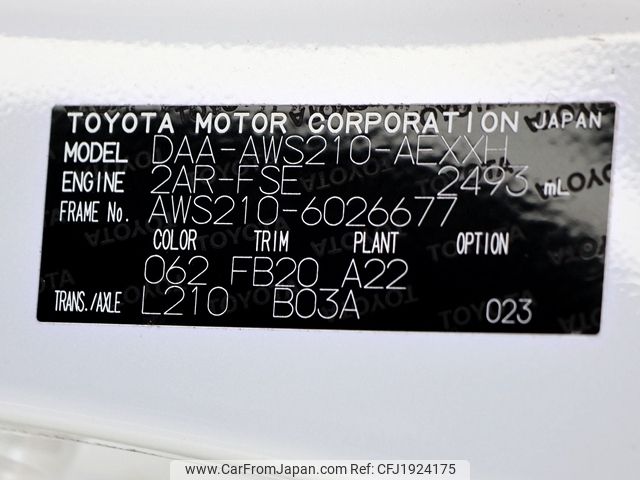 TOYOTA MOTOR CORPORATION JAPAN
MODEL DAA-AWS210-AEXXH
ENGINE 2AR-FSE 2493 mL
FRAME No. AWS210-6026677
COLOR TRIM PLANT OPTION
062 FB20 A22
TRANS./AXLE L210 B03A 023
www.CarFromJapan.com - Ref No CFJ1924175